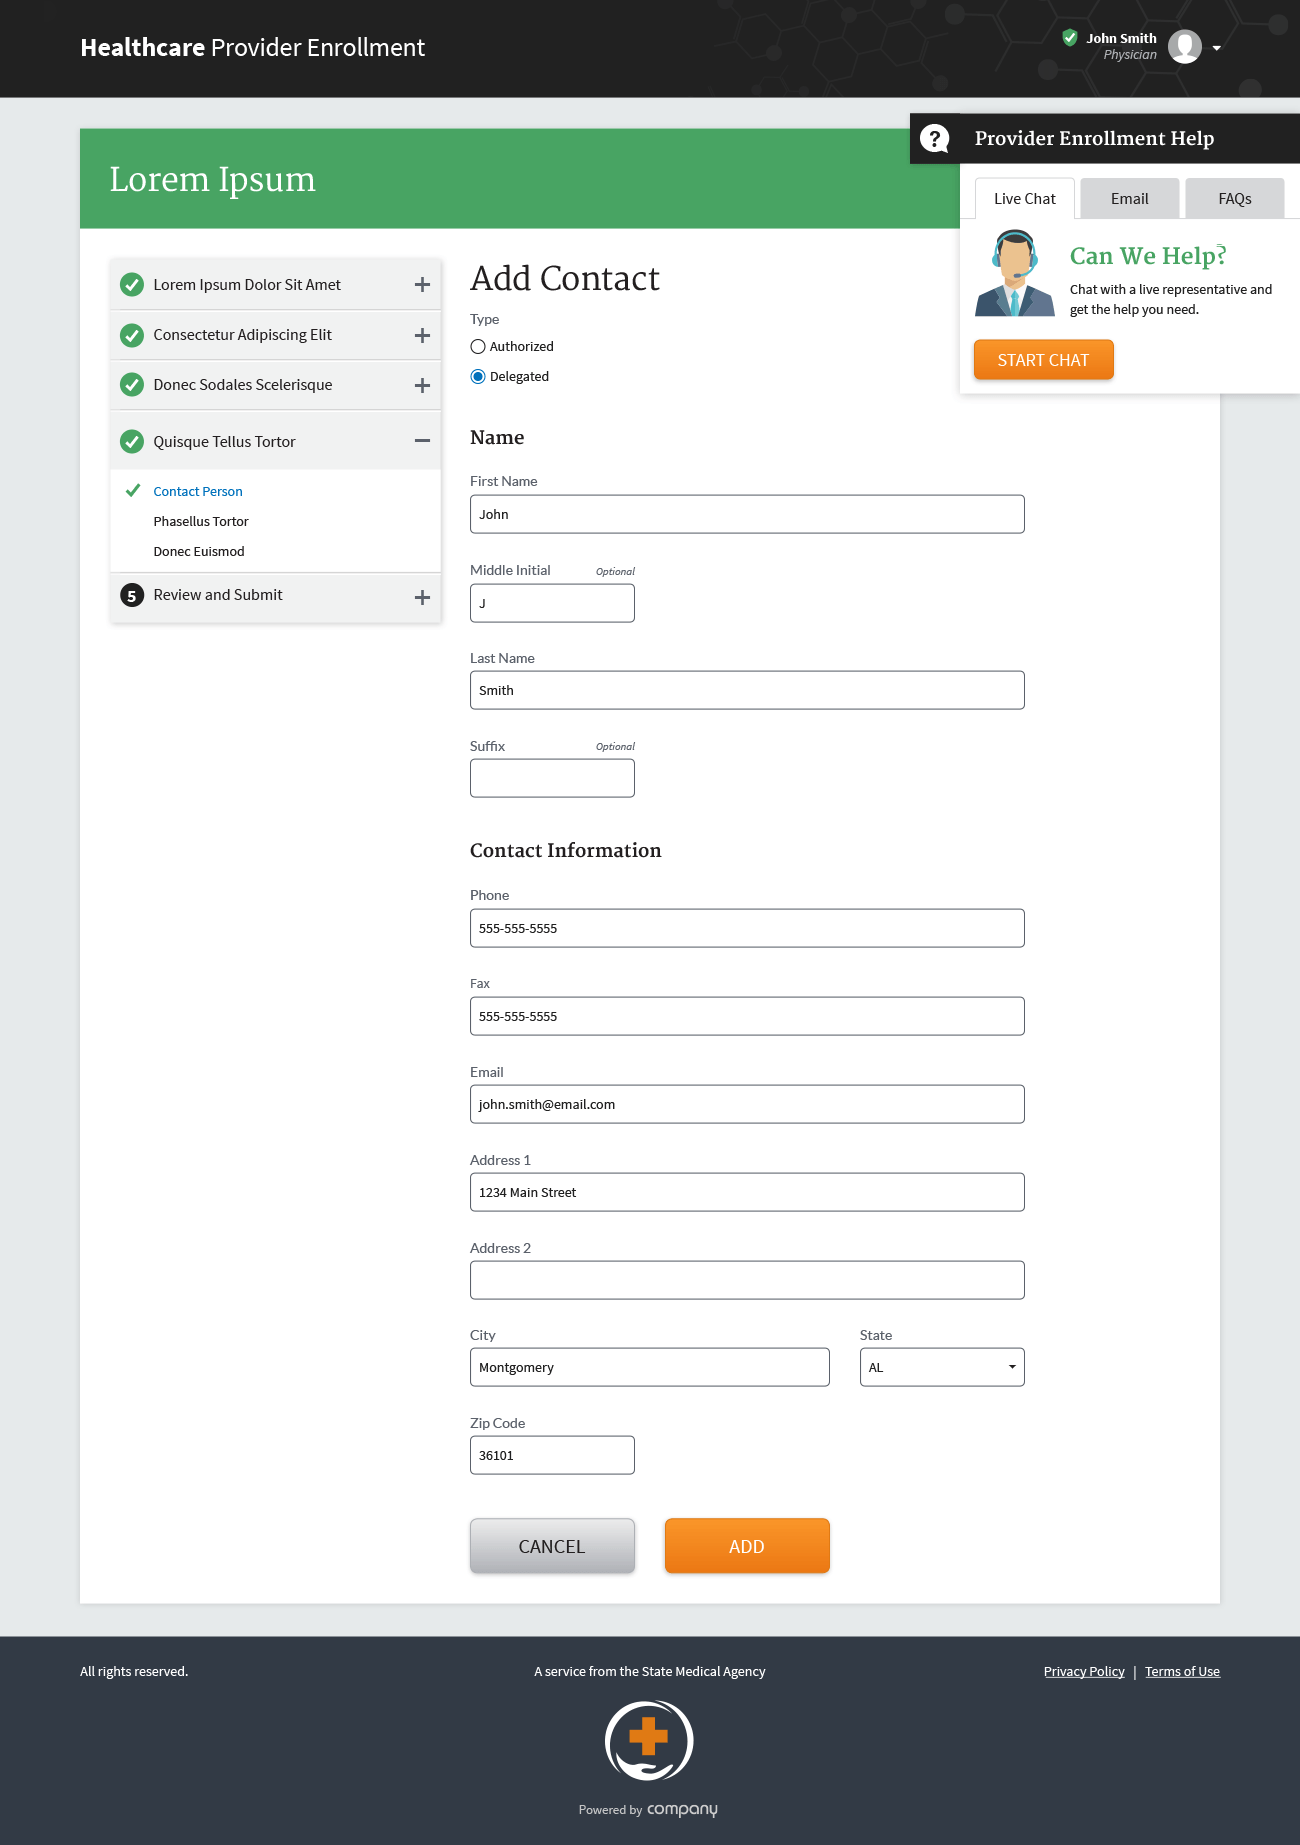 Healthcare Provider Enrollment
John Smith
Physician
Provider Enrollment Help
Live Chat
Email
FAQs
Can We Help?
Chat with a live representative and
get the help you need.
START CHAT
Lorem Ipsum
Lorem Ipsum Dolor Sit Amet
Consectetur Adipiscing Elit
Donec Sodales Scelerisque
Quisque Tellus Tortor
Contact Person
Phasellus Tortor
Donec Euismod
5 Review and Submit
Add Contact
Type
Authorized
Delegated
Name
First Name
John
Middle Initial Optional
J
Last Name
Smith
Suffix Optional
Contact Information
Phone
555-555-5555
Fax
555-555-5555
Email
john.smith@email.com
Address 1
1234 Main Street
Address 2
City State
Montgomery AL
Zip Code
36101
CANCEL ADD
All rights reserved.
A service from the State Medical Agency
Privacy Policy | Terms of Use
Powered by company